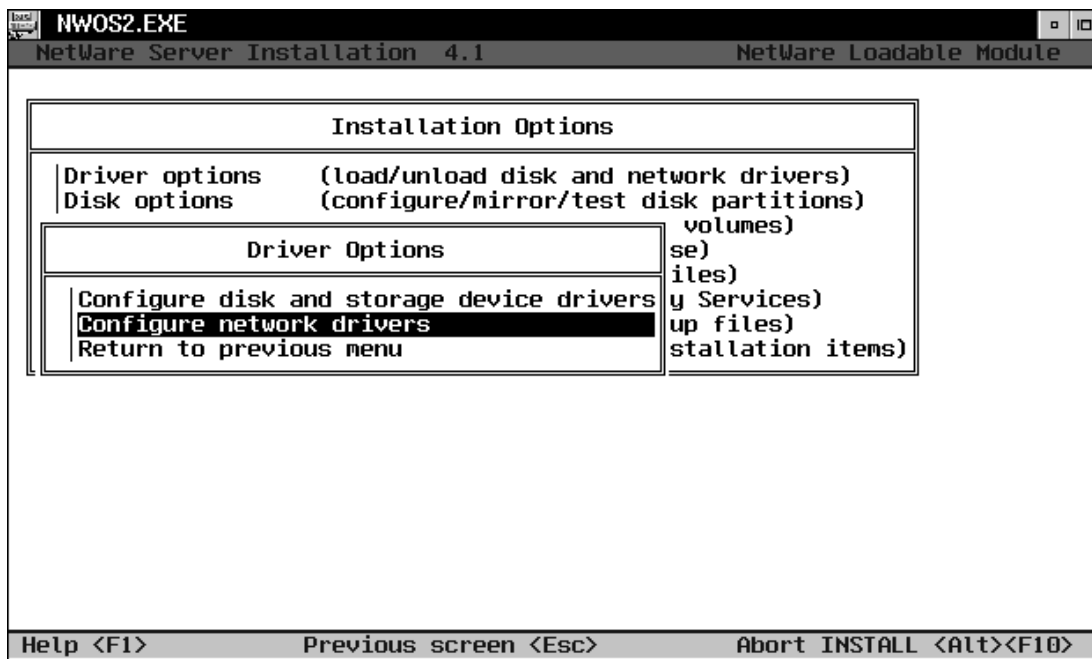 NWOS2.EXE
NetWare Server Installation 4.1 NetWare Loadable Module
Installation Options
Driver options (load/unload disk and network drivers)
Disk options (configure/mirror/test disk partitions)
volumes)
Driver Options se)
iles)
Configure disk and storage device drivers y Services)
Configure network drivers up files)
Return to previous menu stallation items)
Help <F1> Previous screen <Esc> Abort INSTALL <Alt><F10>